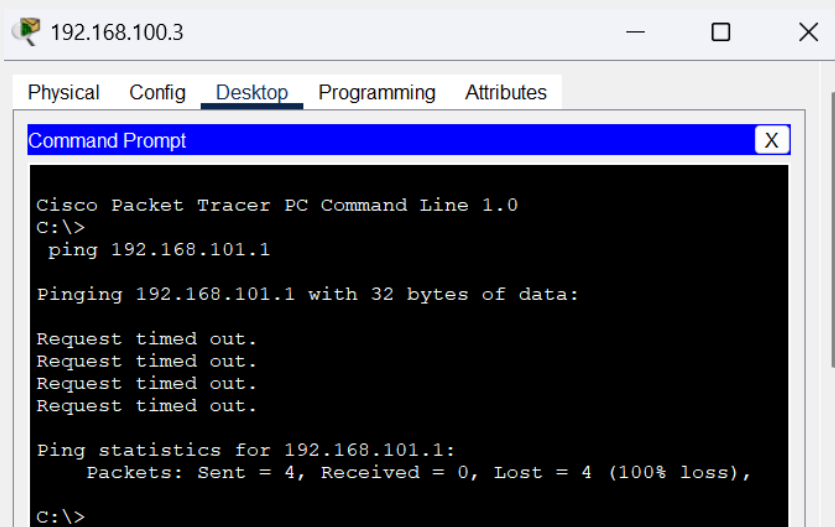 192.168.100.3
Physical Config Desktop Programming Attributes
Command Prompt X
Cisco Packet Tracer PC Command Line 1.0
C:\>
ping 192.168.101.1
Pinging 192.168.101.1 with 32 bytes of data:
Request timed out.
Request timed out.
Request timed out.
Request timed out.
Ping statistics for 192.168.101.1:
Packets: Sent = 4, Received = 0, Lost = 4 (100% loss),
C:\>